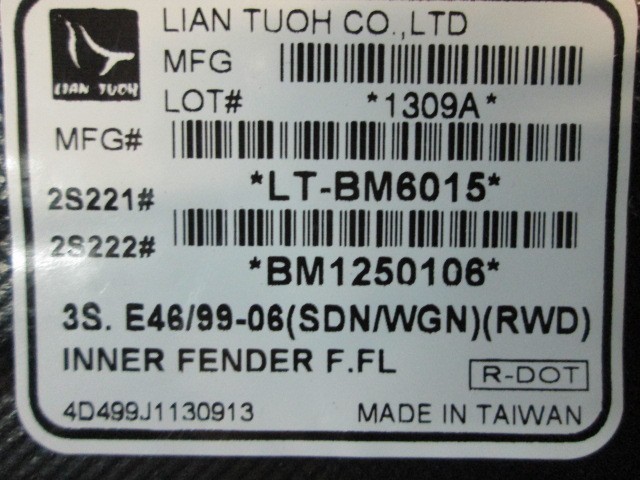 LIAN TUOH CO.,LTD
LIAN TUOH
MFG
LOT#
*1309A*
MFG#
*LT-BM6015*
2S221#
2S222#
*BM1250106*
3S. E46/99-06(SDN/WGN)(RWD)
INNER FENDER F.FL
R-DOT
4D499J1130913
MADE IN TAIWAN